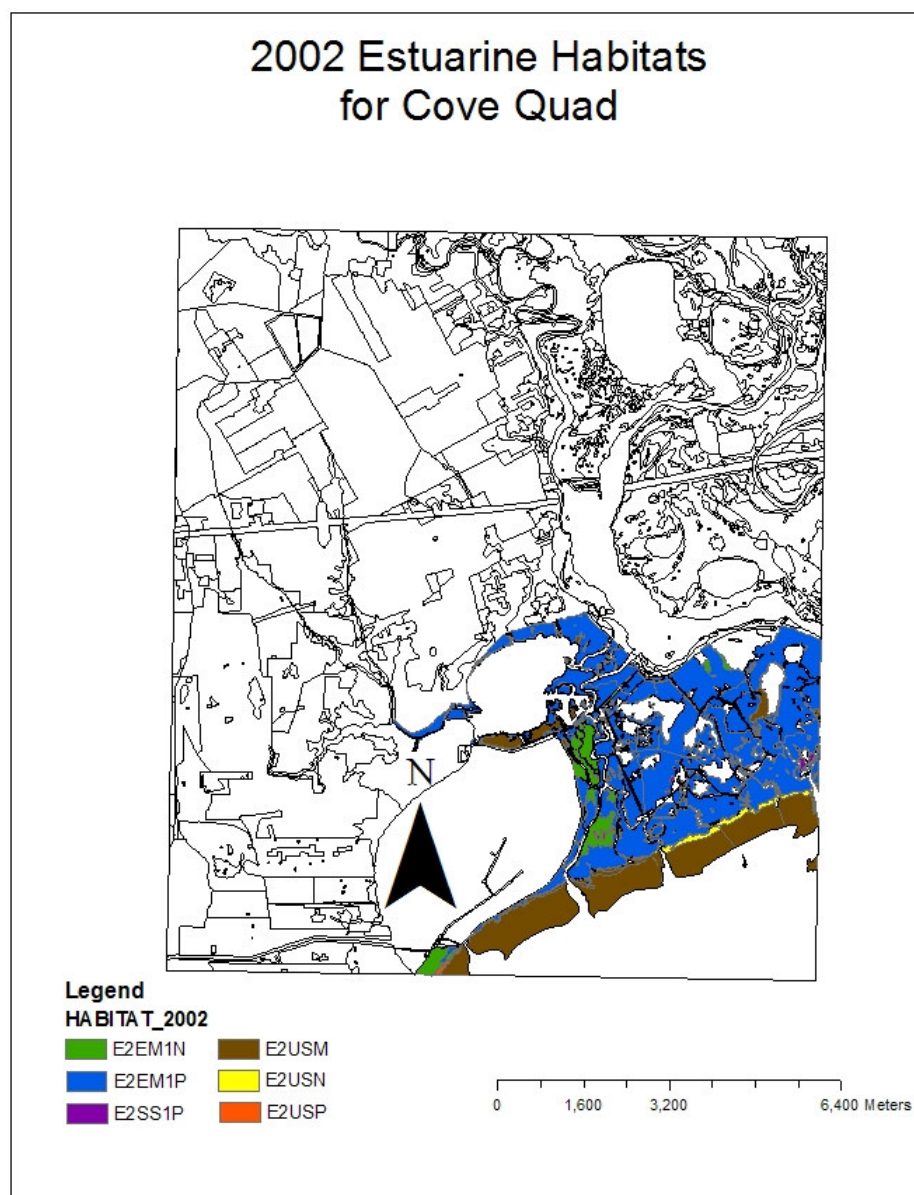 2002 Estuarine Habitats
for Cove Quad
N
Legend
HABITAT_2002
E2EM1N E2USM
E2EM1P E2USN
E2SS1P E2USP
0 1,600 3,200 6,400 Meters